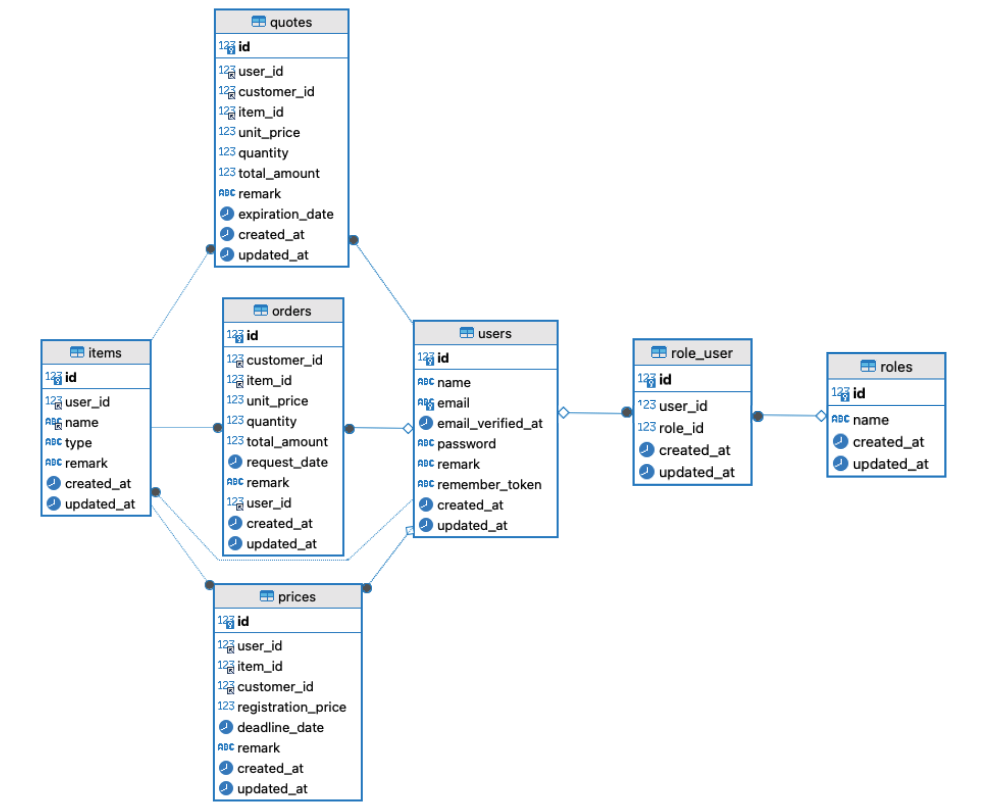 quotes
123 id
123 user_id
123 customer_id
123 item_id
123 unit_price
123 quantity
123 total_amount
ABC remark
expiration_date
created_at
updated_at
orders
123 id
123 customer_id
123 item_id
123 unit_price
123 quantity
123 total_amount
request_date
ABC remark
123 user_id
created_at
updated_at
items
123 id
123 user_id
ABC name
ABC type
ABC remark
created_at
updated_at
users
123 id
ABC name
ABC email
email_verified_at
ABC password
ABC remark
ABC remember_token
created_at
updated_at
role_user
123 id
123 user_id
123 role_id
created_at
updated_at
roles
123 id
ABC name
created_at
updated_at
prices
123 id
123 user_id
123 item_id
123 customer_id
123 registration_price
deadline_date
ABC remark
created_at
updated_at